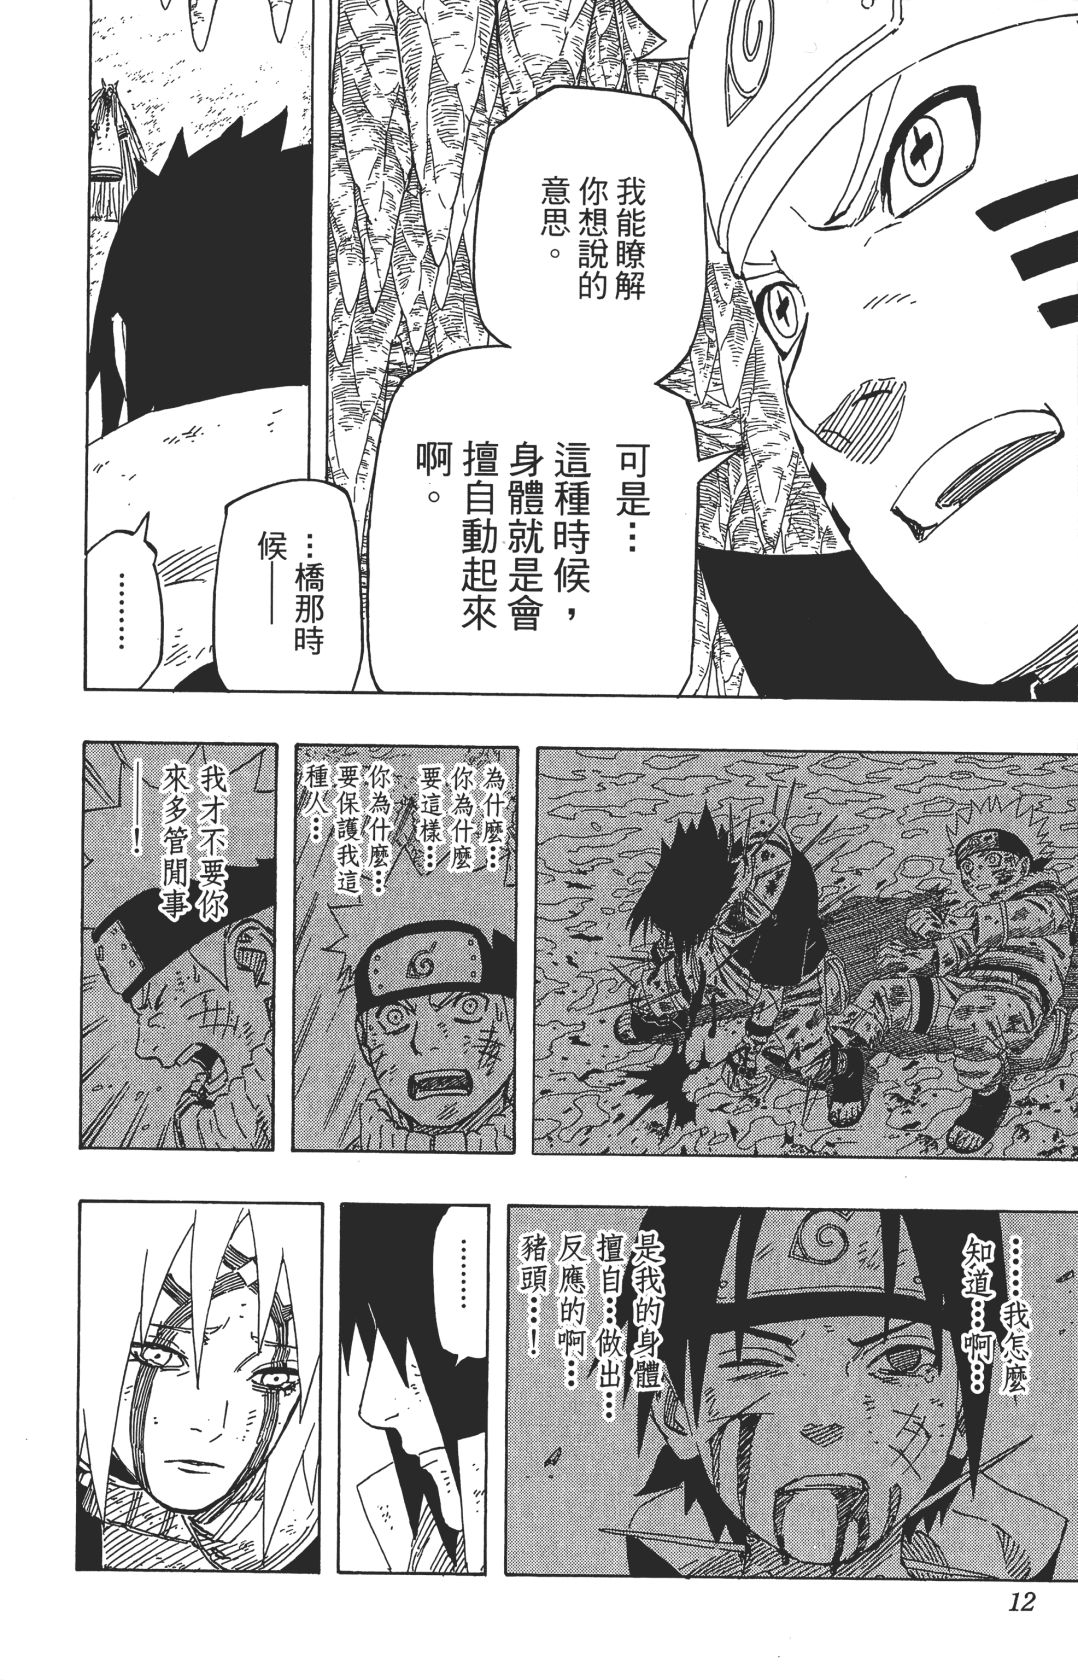 我能瞭解
你想說的
意思。
可是…
這種時候，
身體就是會
擅自動起來
啊。
…橋那時
候——
………
為什麼…
你為什麼
要這樣…
你為什麼…
要保護我這
種人…
我才不要你
來多管閒事
——！
……我怎麼
知道…啊…
是我的身體
擅自…做出…
反應的啊…
豬頭…！
………
12